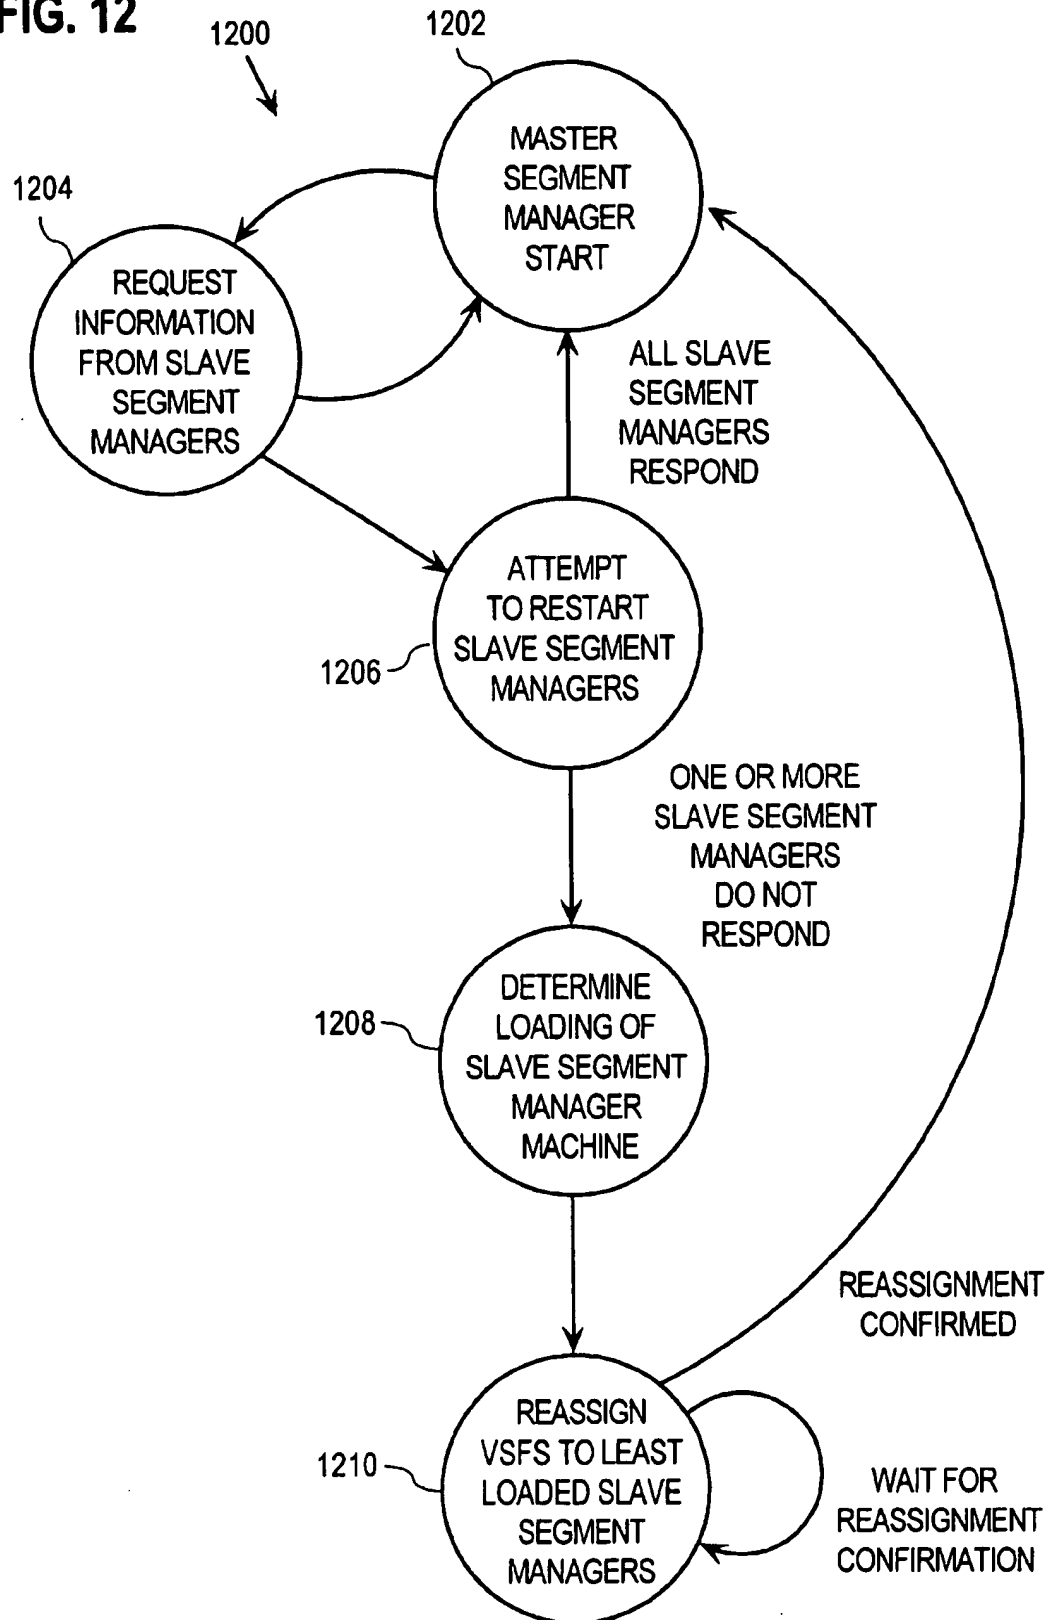 FIG. 12
1200
1202
MASTER
SEGMENT
MANAGER
START
1204
REQUEST
INFORMATION
FROM SLAVE
SEGMENT
MANAGERS
ALL SLAVE
SEGMENT
MANAGERS
RESPOND
ATTEMPT
TO RESTART
SLAVE SEGMENT
MANAGERS
1206
ONE OR MORE
SLAVE SEGMENT
MANAGERS
DO NOT
RESPOND
DETERMINE
LOADING OF
SLAVE SEGMENT
MANAGER
MACHINE
1208
REASSIGNMENT
CONFIRMED
REASSIGN
VSFS TO LEAST
LOADED SLAVE
SEGMENT
MANAGERS
1210
WAIT FOR
REASSIGNMENT
CONFIRMATION